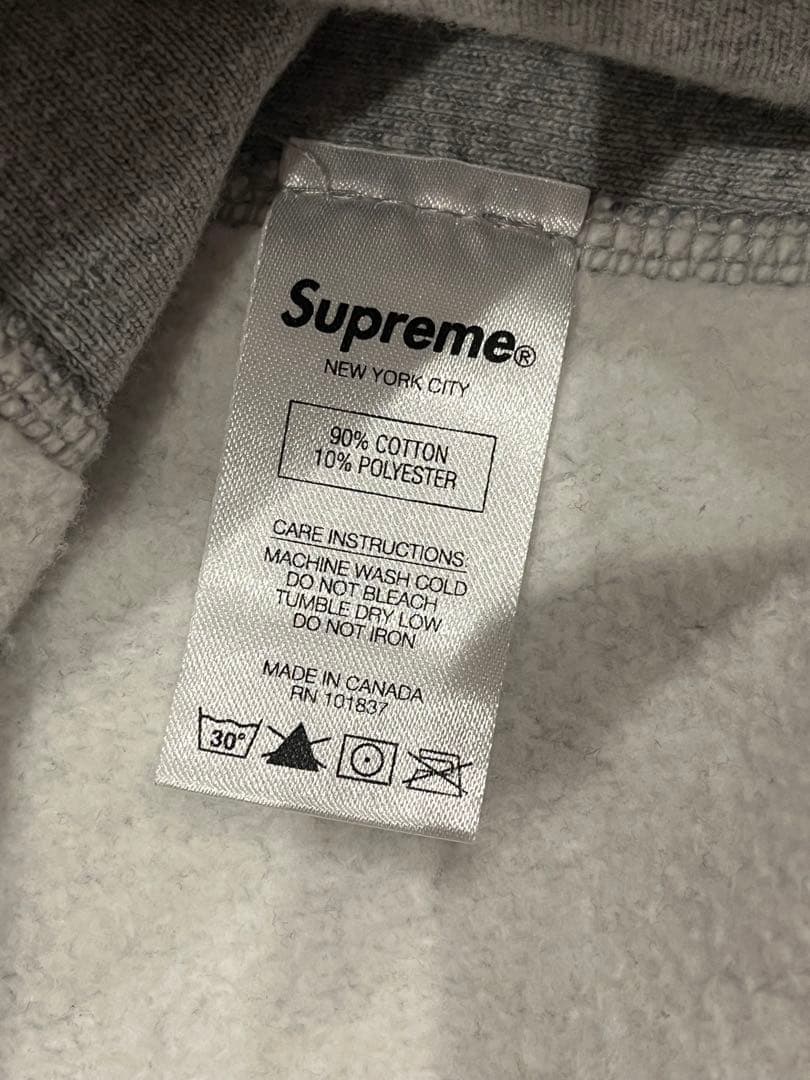 Supreme®
NEW YORK CITY
90% COTTON
10% POLYESTER
CARE INSTRUCTIONS:
MACHINE WASH COLD
DO NOT BLEACH
TUMBLE DRY LOW
DO NOT IRON
MADE IN CANADA
RN 101837
30°